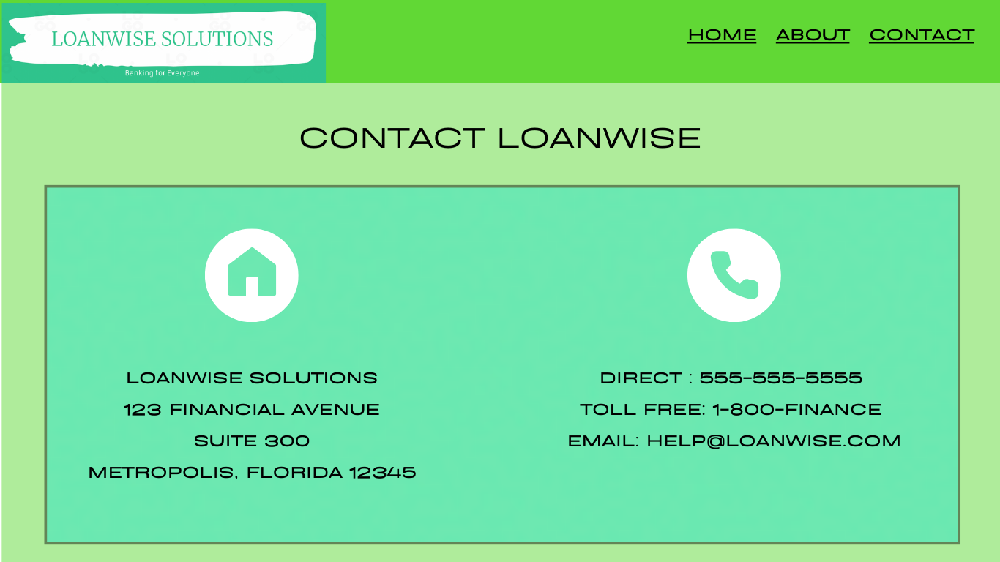 LOANWISE SOLUTIONS
Banking for Everyone
HOME ABOUT CONTACT
CONTACT LOANWISE
LOANWISE SOLUTIONS
123 FINANCIAL AVENUE
SUITE 300
METROPOLIS, FLORIDA 12345
DIRECT : 555-555-5555
TOLL FREE: 1-800-FINANCE
EMAIL: HELP@LOANWISE.COM